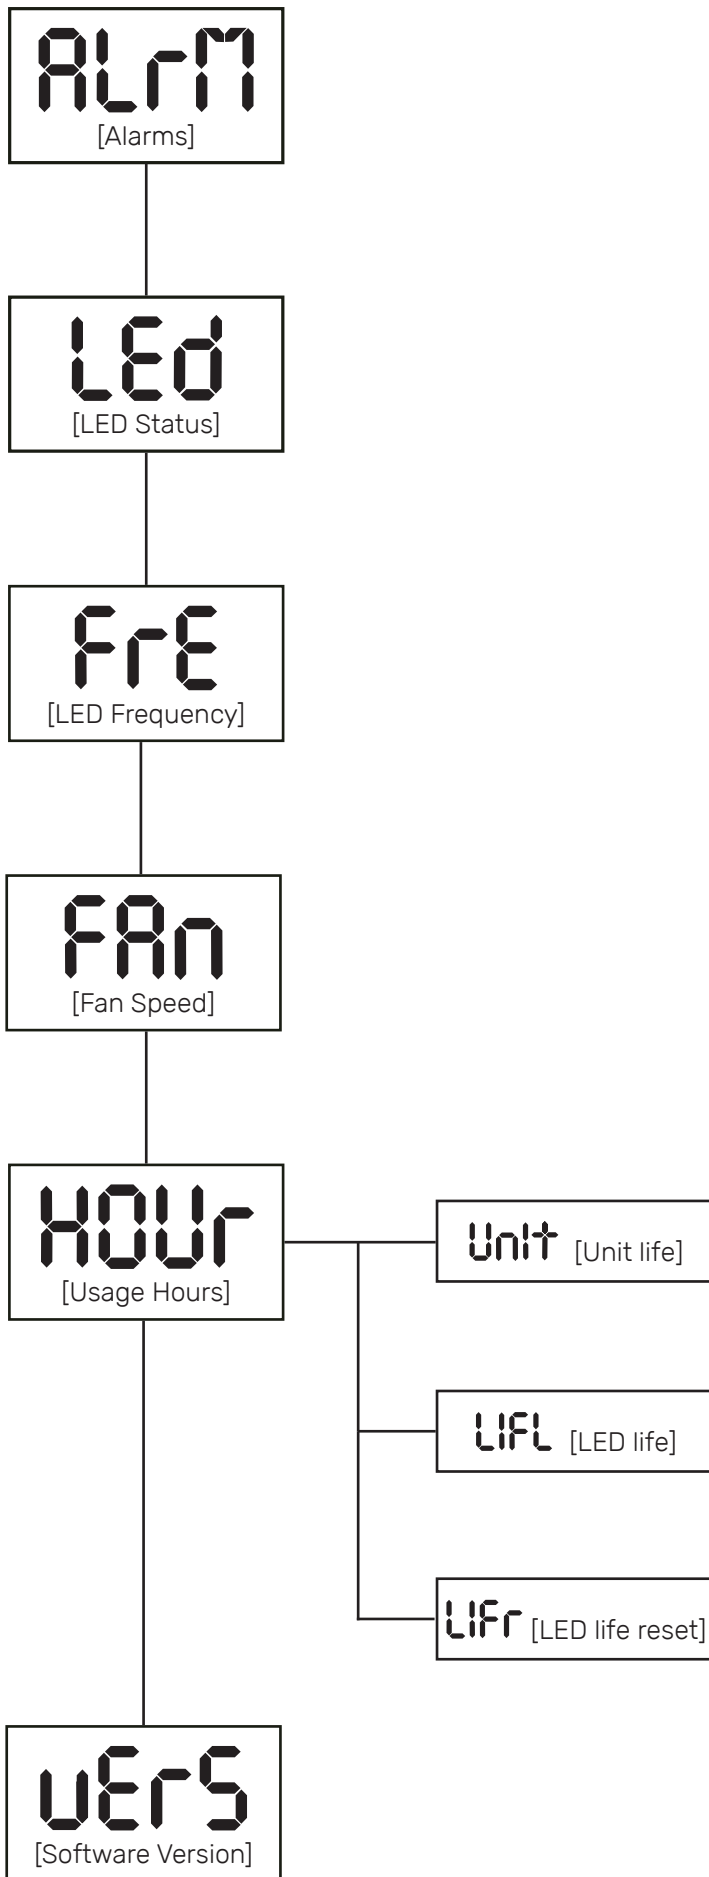 ALrM
[Alarms]
LEd
[LED Status]
FrE
[LED Frequency]
FAn
[Fan Speed]
HOUr
[Usage Hours]
UnIt [Unit life]
LIFL [LED life]
LIFr [LED life reset]
vErS
[Software Version]